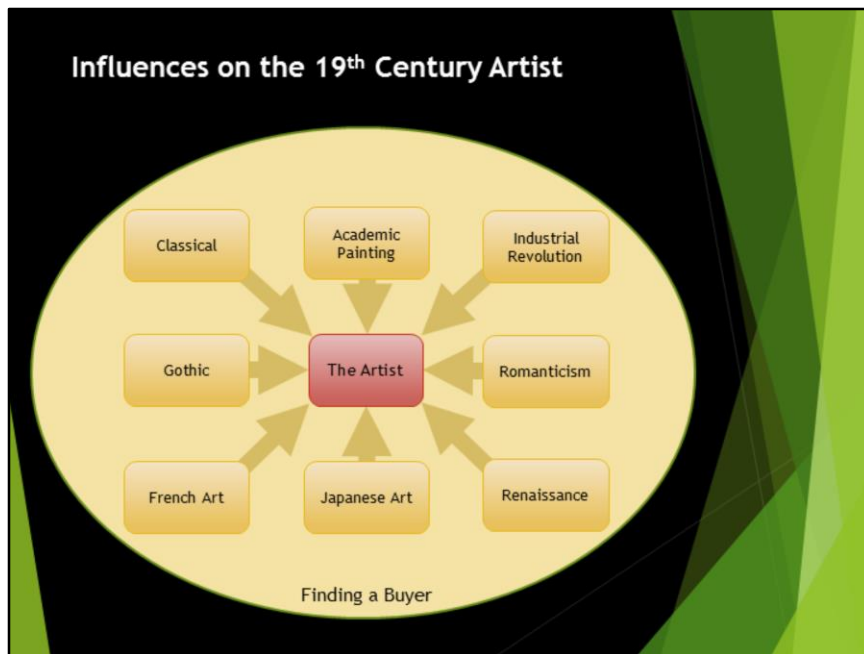 Influences on the 19th Century Artist
Classical
Academic
Painting
Industrial
Revolution
Gothic
The Artist
Romanticism
French Art
Japanese Art
Renaissance
Finding a Buyer